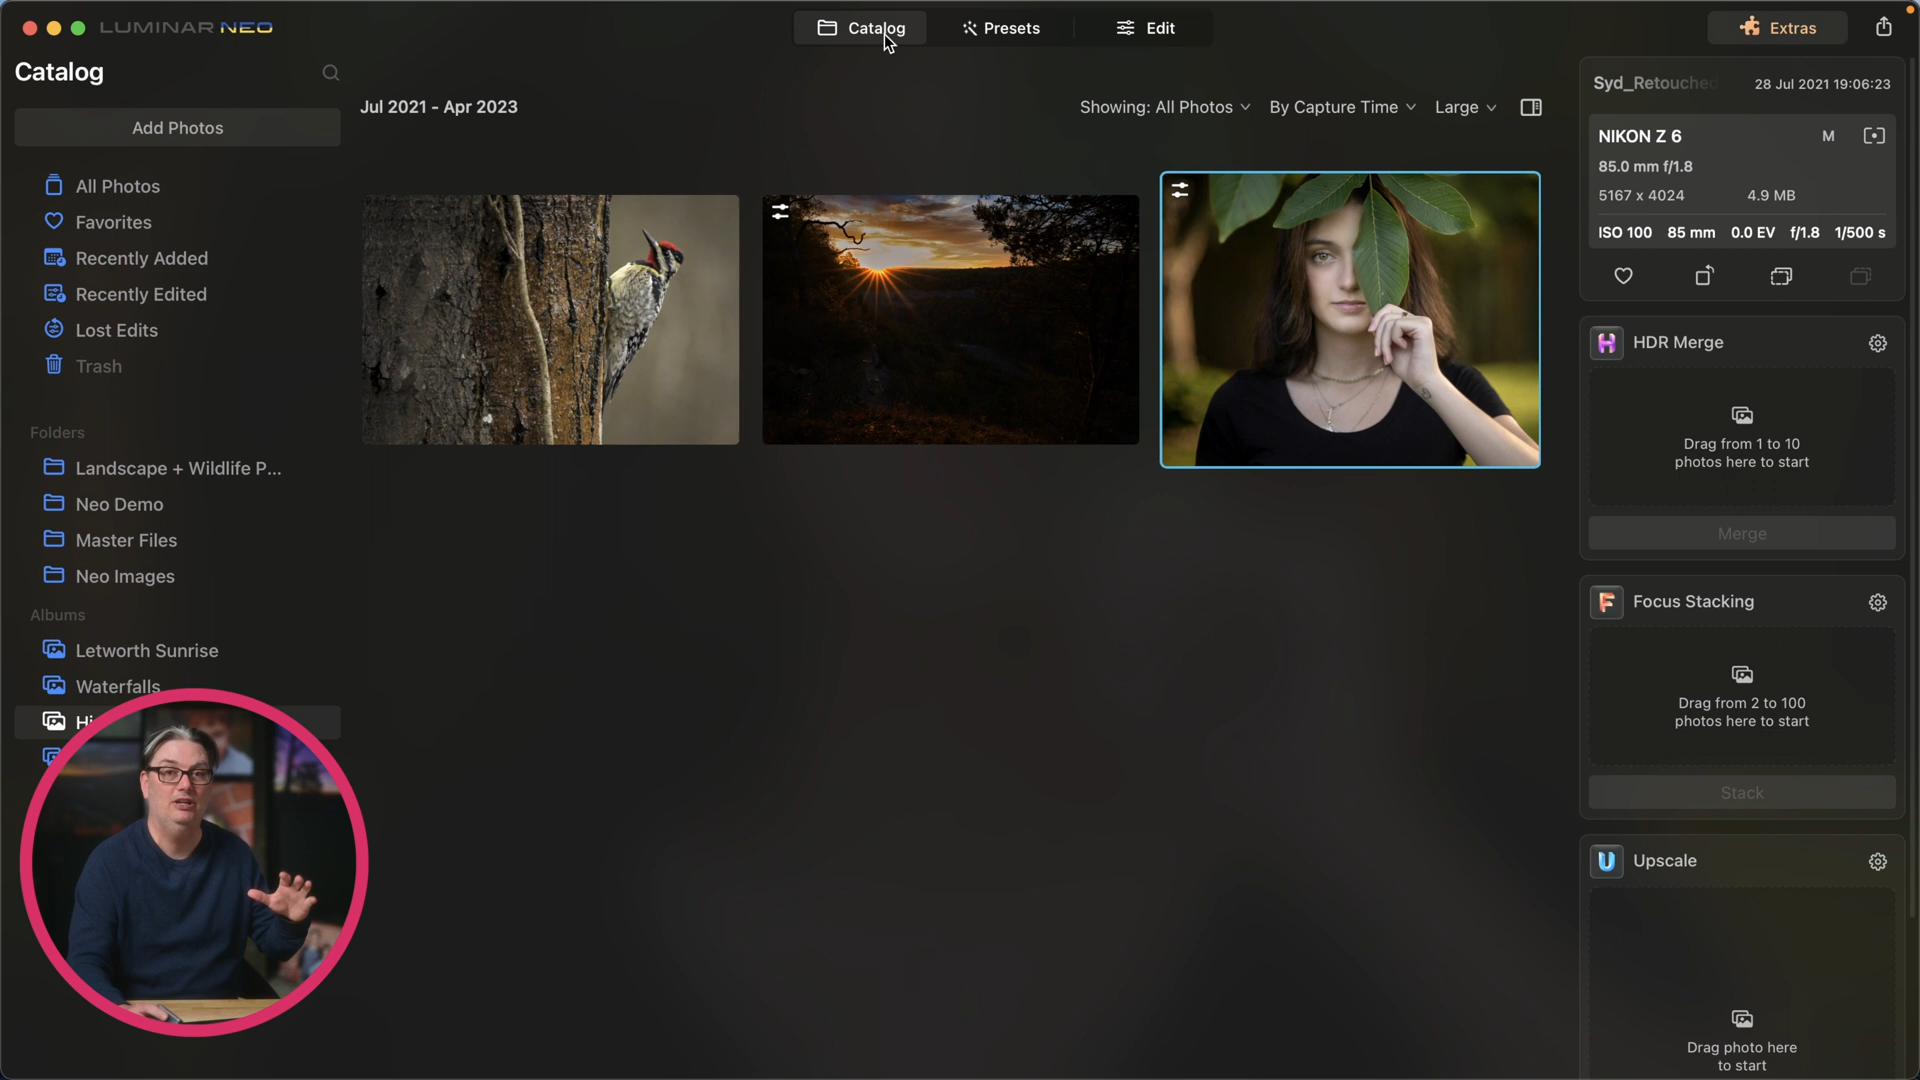 LUMINAR NEO
Catalog
Presets
Edit
Extras
Catalog
Add Photos
All Photos
Favorites
Recently Added
Recently Edited
Lost Edits
Trash
Folders
Landscape + Wildlife P...
Neo Demo
Master Files
Neo Images
Albums
Letworth Sunrise
Waterfalls
Jul 2021 - Apr 2023
Showing: All Photos
By Capture Time
Large
Syd_Retouched
28 Jul 2021 19:06:23
NIKON Z 6
M
85.0 mm f/1.8
5167 x 4024 4.9 MB
ISO 100 85 mm 0.0 EV f/1.8 1/500 s
HDR Merge
Drag from 1 to 10
photos here to start
Merge
Focus Stacking
Drag from 2 to 100
photos here to start
Stack
Upscale
Drag photo here
to start